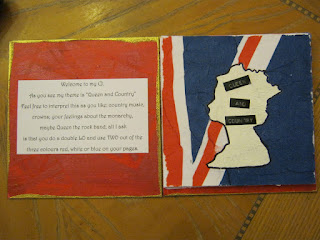 Welcome to my CJ.
As you see my theme is "Queen and Country"
Feel free to interpret this as you like country music,
crowns, your feelings about the monarchy,
maybe Queen the rock band, all I ask
is that you do a double LO and use TWO out of the
three colours red, white or blue on your pages.
QUEEN
AND
COUNTRY